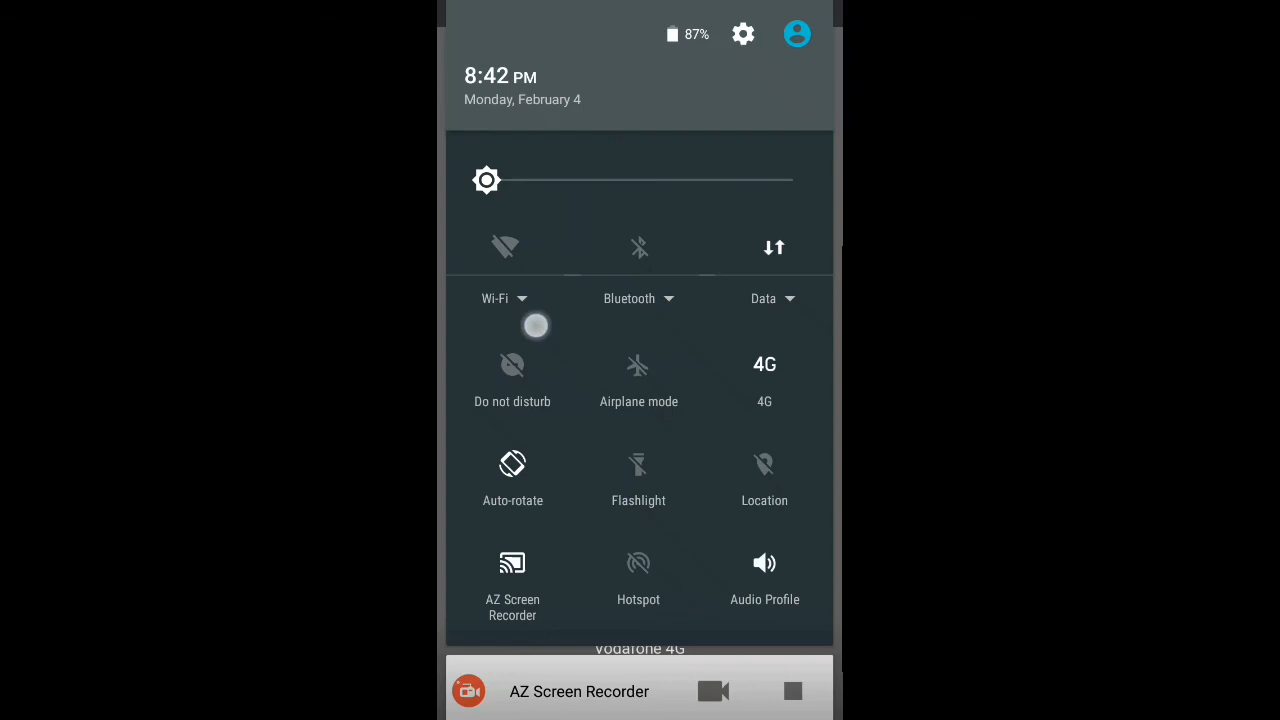 87%
8:42 PM
Monday, February 4
Wi-Fi
Bluetooth
Data
Do not disturb
Airplane mode
4G
4G
Auto-rotate
Flashlight
Location
AZ Screen
Recorder
Hotspot
Audio Profile
Vodafone 4G
AZ Screen Recorder